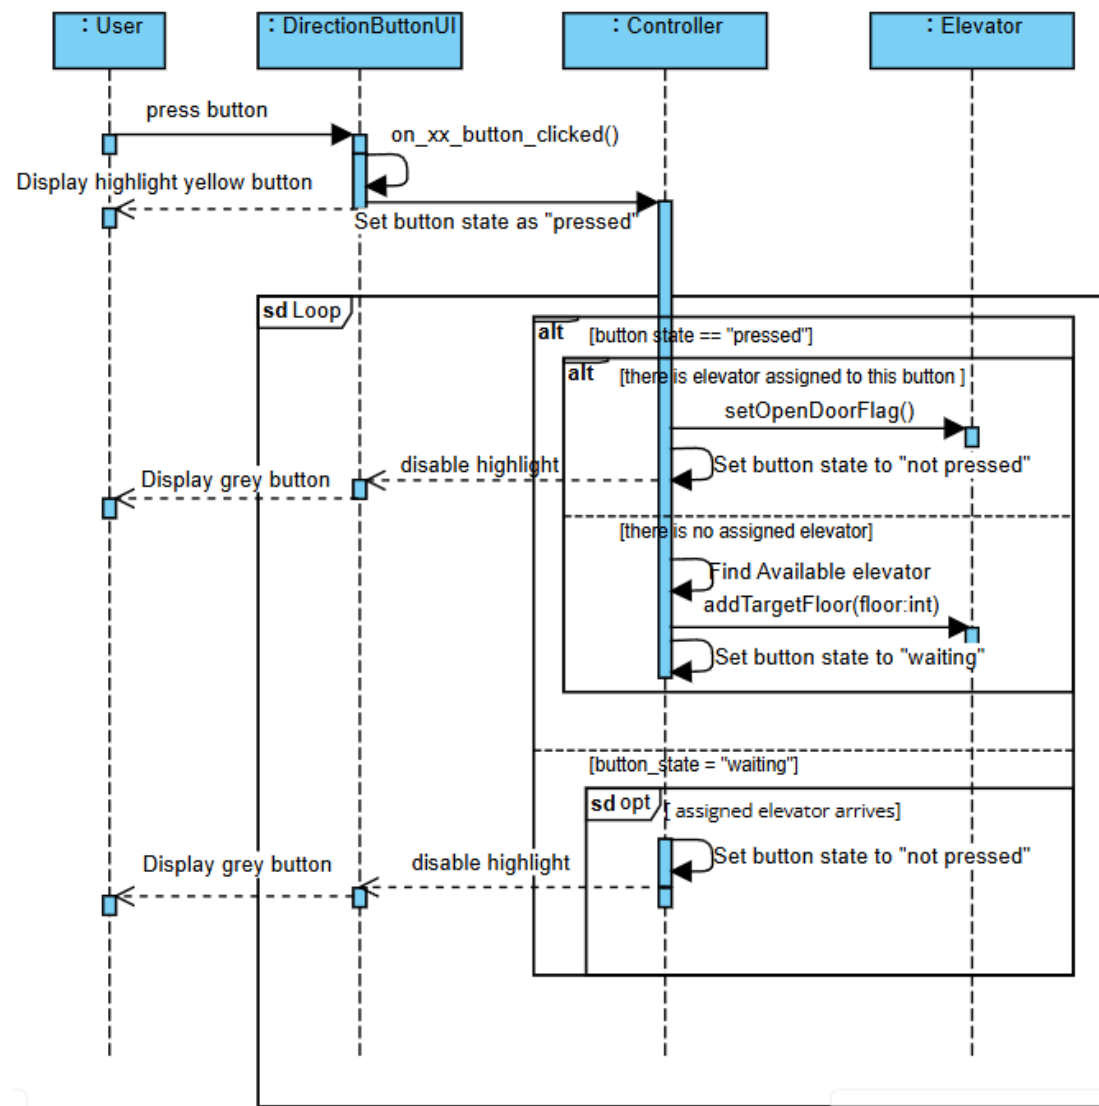 : User
: DirectionButtonUI
: Controller
: Elevator
press button
on_xx_button_clicked()
Display highlight yellow button
Set button state as "pressed"
sd Loop
alt [button state == "pressed"]
alt [there is elevator assigned to this button ]
setOpenDoorFlag()
disable highlight
Set button state to "not pressed"
Display grey button
[there is no assigned elevator]
Find Available elevator
addTargetFloor(floor:int)
Set button state to "waiting"
[button_state = "waiting"]
sd opt [ assigned elevator arrives]
Set button state to "not pressed"
disable highlight
Display grey button